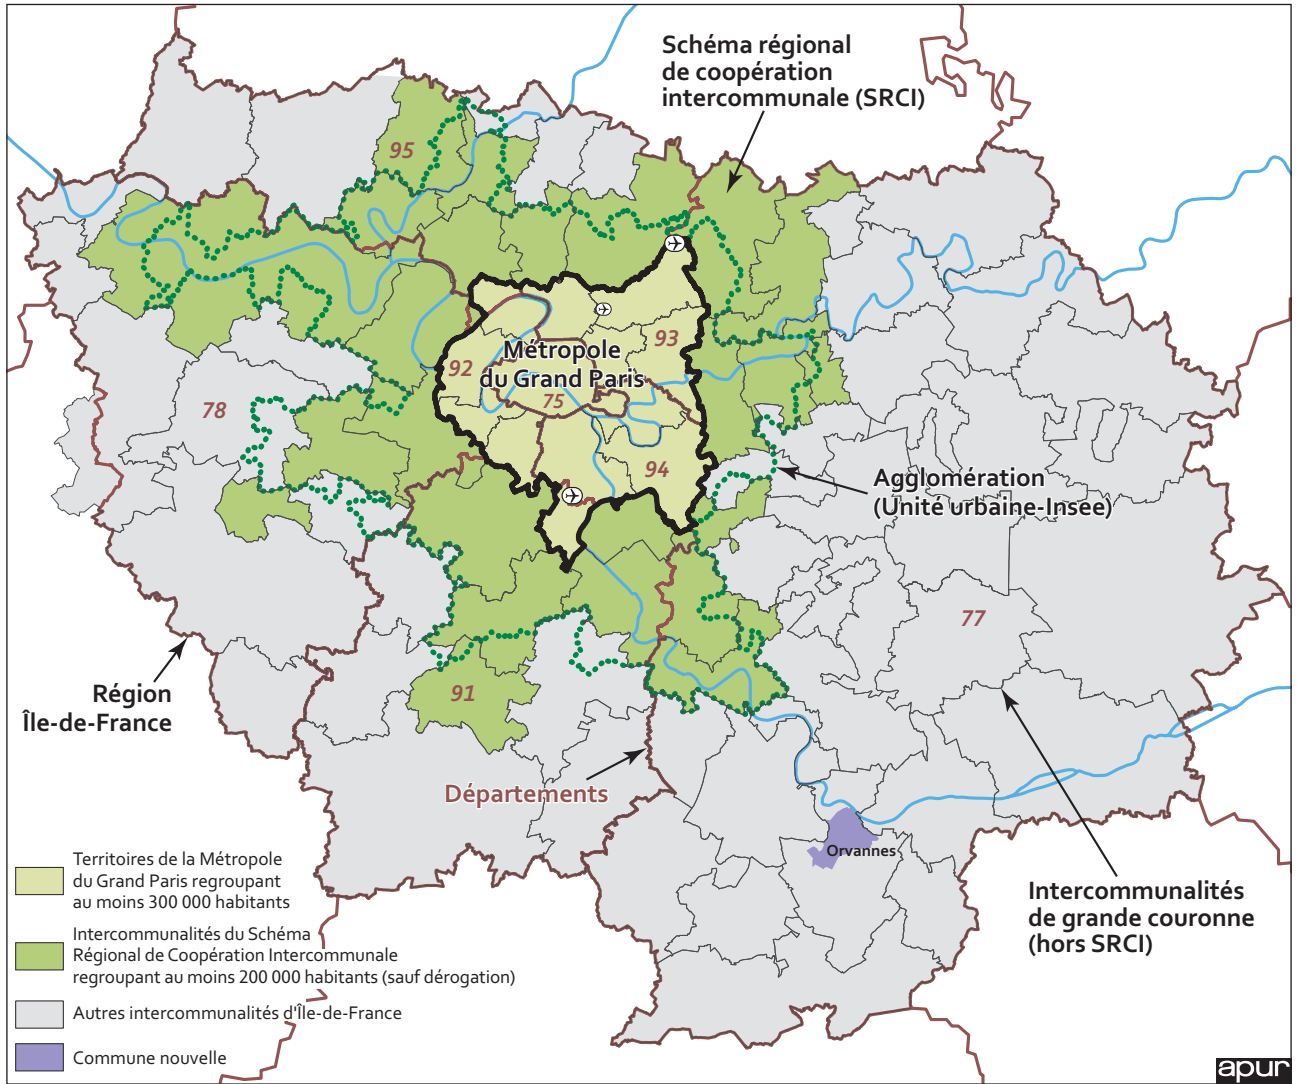 Schéma régional
de coopération
intercommunale (SRCI)
95
93
Métropole
du Grand Paris
92
75
78
94
Agglomération
(Unité urbaine-Insee)
77
Région
Île-de-France
91
Départements
Orvannes
Intercommunalités
de grande couronne
(hors SRCI)
Territoires de la Métropole
du Grand Paris regroupant
au moins 300 000 habitants
Intercommunalités du Schéma
Régional de Coopération Intercommunale
regroupant au moins 200 000 habitants (sauf dérogation)
Autres intercommunalités d'Île-de-France
Commune nouvelle
apur